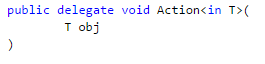 public delegate void Action<in T>(
        T obj
)